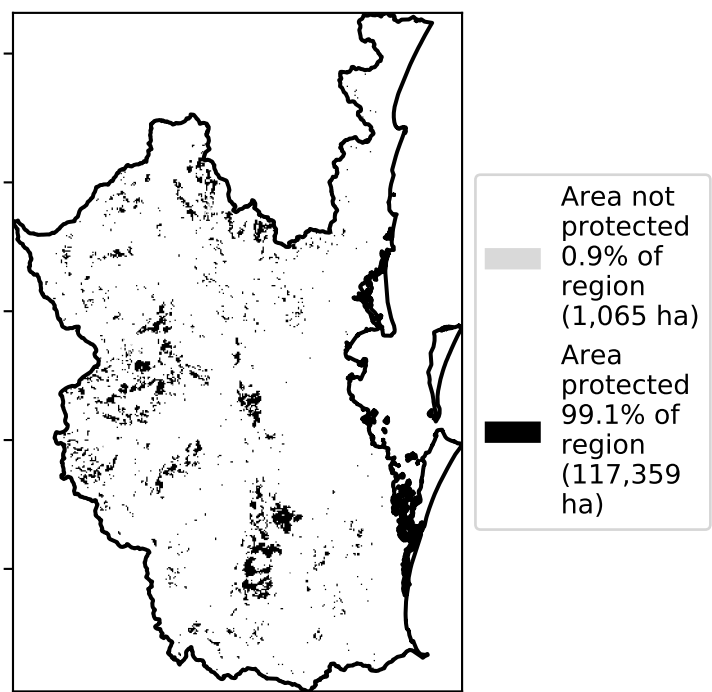 Area not
protected
0.9% of
region
(1,065 ha)
Area
protected
99.1% of
region
(117,359
ha)